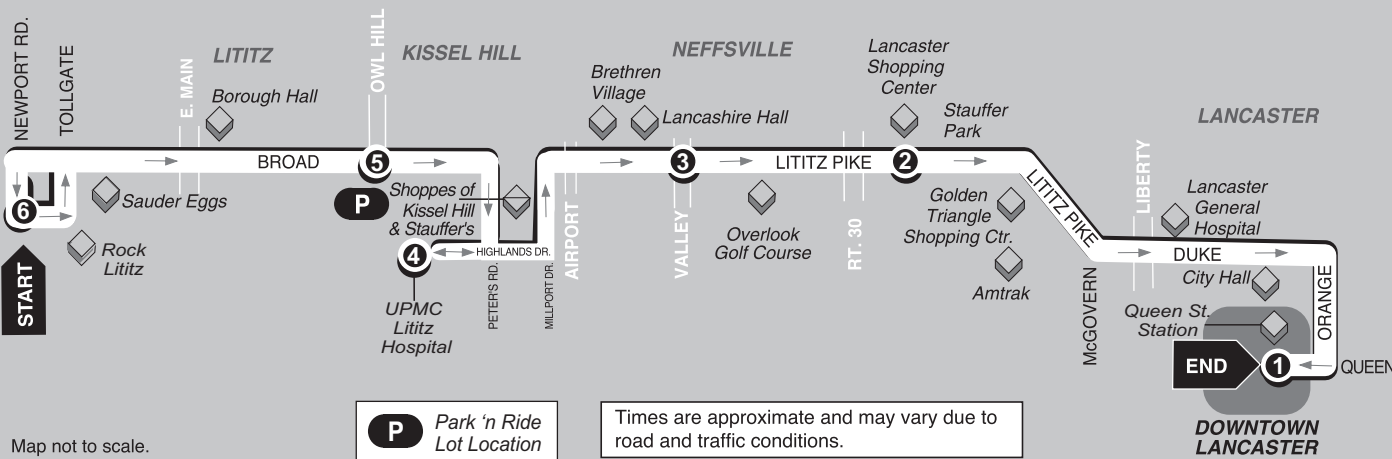 NEWPORT RD.
TOLLGATE
E. MAIN
LITITZ
Borough Hall
OWL HILL
KISSEL HILL
Brethren
Village
NEFFSVILLE
Lancashire Hall
Lancaster
Shopping
Center
Stauffer
Park
LANCASTER
BROAD
5
3
LITITZ PIKE
2
LITITZ PIKE
LIBERTY
Lancaster
General
Hospital
6
Sauder Eggs
Rock
Lititz
P
Shoppes of
Kissel Hill
& Stauffer's
4
HIGHLANDS DR.
UPMC
Lititz
Hospital
PETER'S RD.
MILLPORT DR.
AIRPORT
VALLEY
Overlook
Golf Course
RT. 30
Golden
Triangle
Shopping Ctr.
Amtrak
McGOVERN
DUKE
City Hall
Queen St.
Station
ORANGE
START
END
1
QUEEN
DOWNTOWN
LANCASTER
Map not to scale.
P
Park ‘n Ride
Lot Location
Times are approximate and may vary due to
road and traffic conditions.